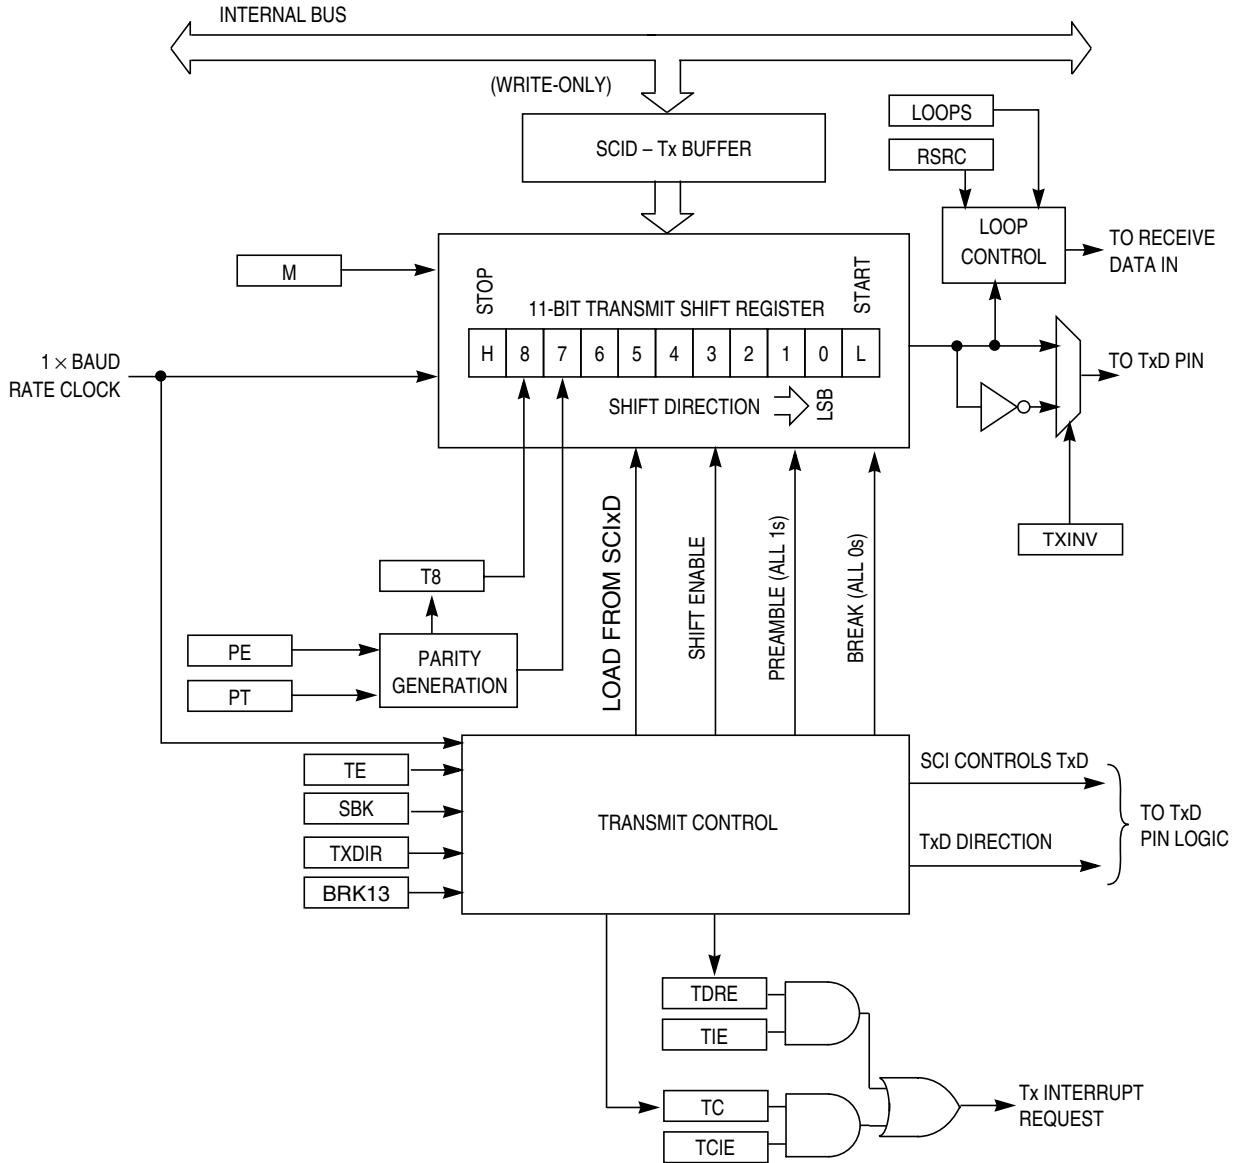 INTERNAL BUS
(WRITE-ONLY)
SCID – Tx BUFFER
LOOPS
RSRC
LOOP
CONTROL
TO RECEIVE
DATA IN
M
STOP
11-BIT TRANSMIT SHIFT REGISTER
START
H 8 7 6 5 4 3 2 1 0 L
SHIFT DIRECTION
LSB
1 × BAUD
RATE CLOCK
TO TxD PIN
TXINV
T8
PE
PT
PARITY
GENERATION
LOAD FROM SCIxD
SHIFT ENABLE
PREAMBLE (ALL 1s)
BREAK (ALL 0s)
TE
SBK
TXDIR
BRK13
TRANSMIT CONTROL
SCI CONTROLS TxD
TxD DIRECTION
TO TxD
PIN LOGIC
TDRE
TIE
TC
TCIE
Tx INTERRUPT
REQUEST